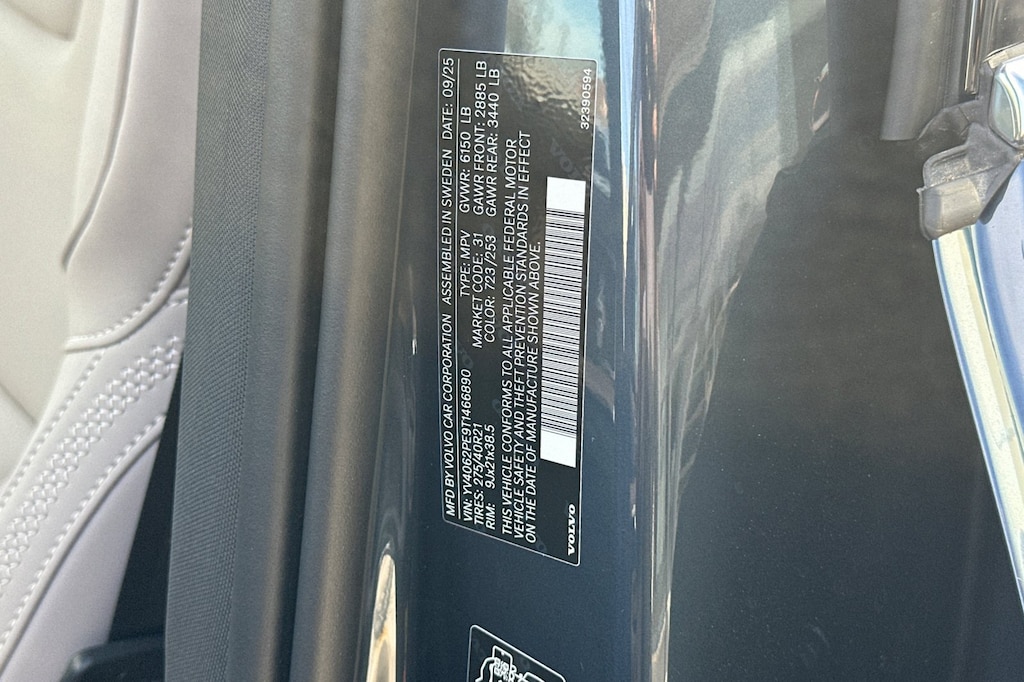 MFD BY VOLVO CAR CORPORATION ASSEMBLED IN SWEDEN DATE: 09/25
VIN: YV4062PE9T1466890 TYPE: MPV GVWR: 6150 LB
TIRES: 275/40R21 MARKET CODE: 31 GAWR FRONT: 2885 LB
RIM: 9Jx21x38.5 COLOR: 723/253 GAWR REAR: 3440 LB
THIS VEHICLE CONFORMS TO ALL APPLICABLE FEDERAL MOTOR
VEHICLE SAFETY AND THEFT PREVENTION STANDARDS IN EFFECT
ON THE DATE OF MANUFACTURE SHOWN ABOVE.
VOLVO
32390594